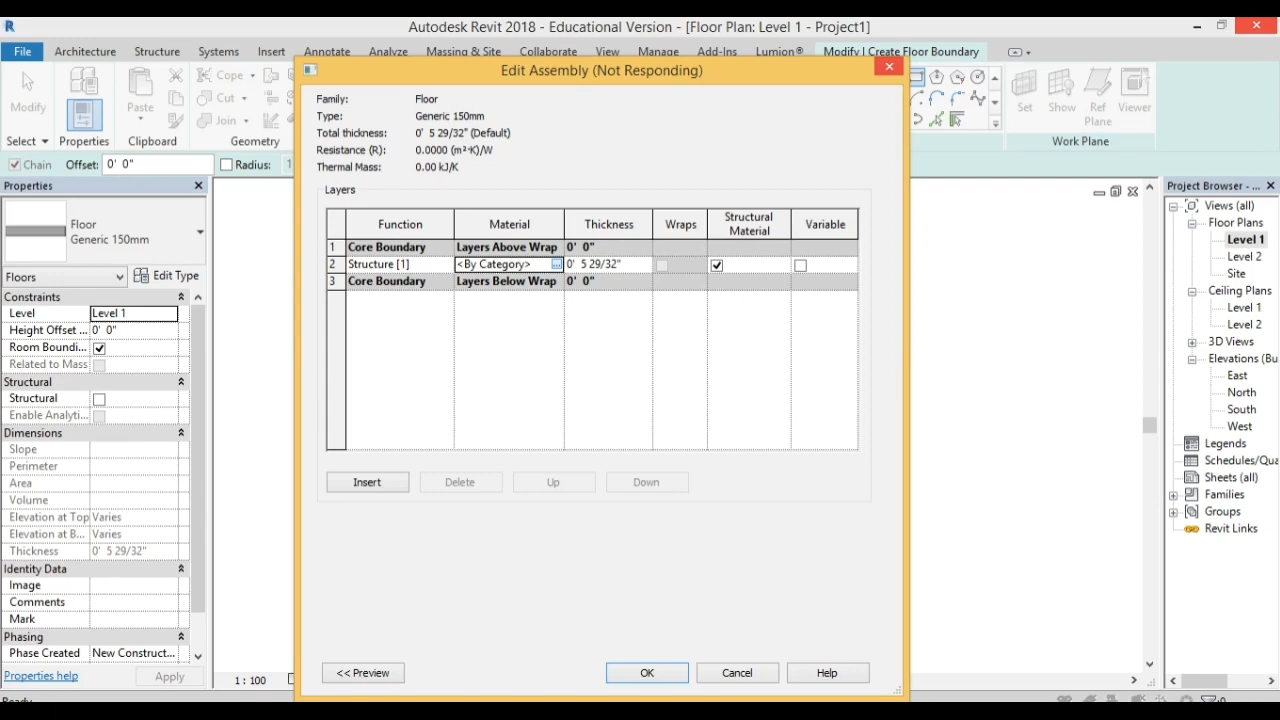 Autodesk Revit 2018 - Educational Version - [Floor Plan: Level 1 - Project1]
File Architecture Structure Systems Insert Annotate Analyze Massing & Site Collaborate View Manage Add-Ins Lumion® Modify | Create Floor Boundary
Edit Assembly (Not Responding)
Modify
Paste
Cope
Cut
Join
Set Show Ref Plane Viewer
Select Properties Clipboard Geometry Work Plane
Chain Offset: 0' 0" Radius: 1
Properties
Floor
Generic 150mm
Floors Edit Type
Constraints
Level Level 1
Height Offset ... 0' 0"
Room Boundi...
Related to Mass
Structural
Structural
Enable Analyti...
Dimensions
Slope
Perimeter
Area
Volume
Elevation at Top Varies
Elevation at B... Varies
Thickness 0' 5 29/32"
Identity Data
Image
Comments
Mark
Phasing
Phase Created New Construct...
Properties help Apply
Family: Floor
Type: Generic 150mm
Total thickness: 0' 5 29/32" (Default)
Resistance (R): 0.0000 (m²·K)/W
Thermal Mass: 0.00 kJ/K
Layers
Function Material Thickness Wraps Structural Material Variable
1 Core Boundary Layers Above Wrap 0' 0"
2 Structure [1] <By Category> 0' 5 29/32"
3 Core Boundary Layers Below Wrap 0' 0"
Insert Delete Up Down
<< Preview OK Cancel Help
1 : 100
Project Browser - ...
Views (all)
Floor Plans
Level 1
Level 2
Site
Ceiling Plans
Level 1
Level 2
3D Views
Elevations (Bu
East
North
South
West
Legends
Schedules/Qua
Sheets (all)
Families
Groups
Revit Links